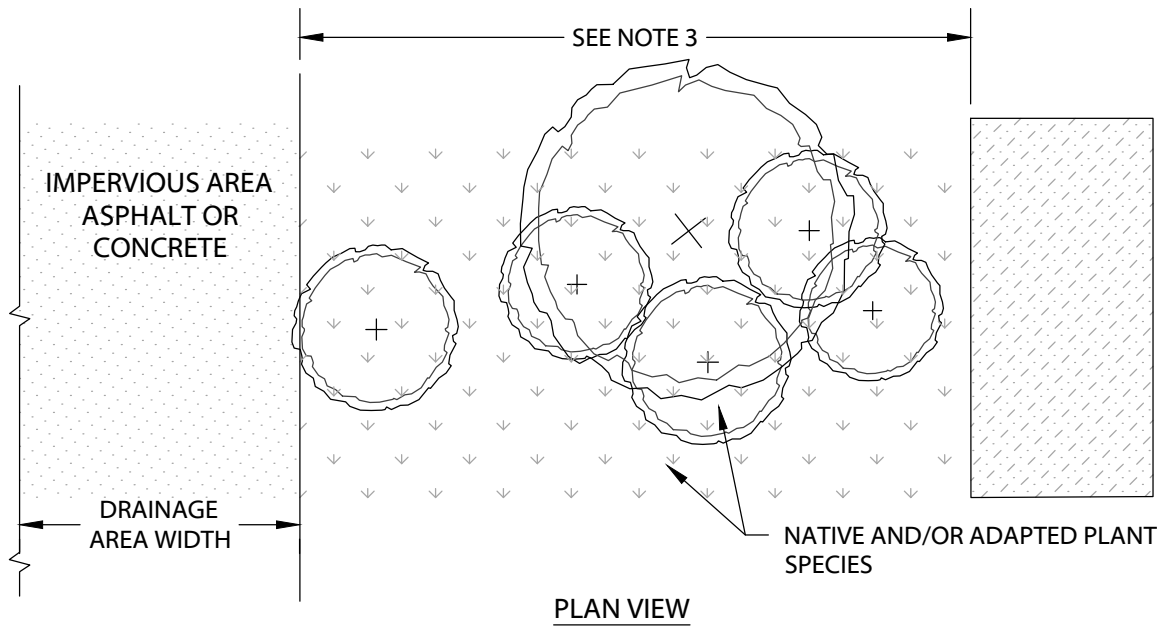 SEE NOTE 3
IMPERVIOUS AREA
ASPHALT OR
CONCRETE
DRAINAGE
AREA WIDTH
NATIVE AND/OR ADAPTED PLANT
SPECIES
PLAN VIEW